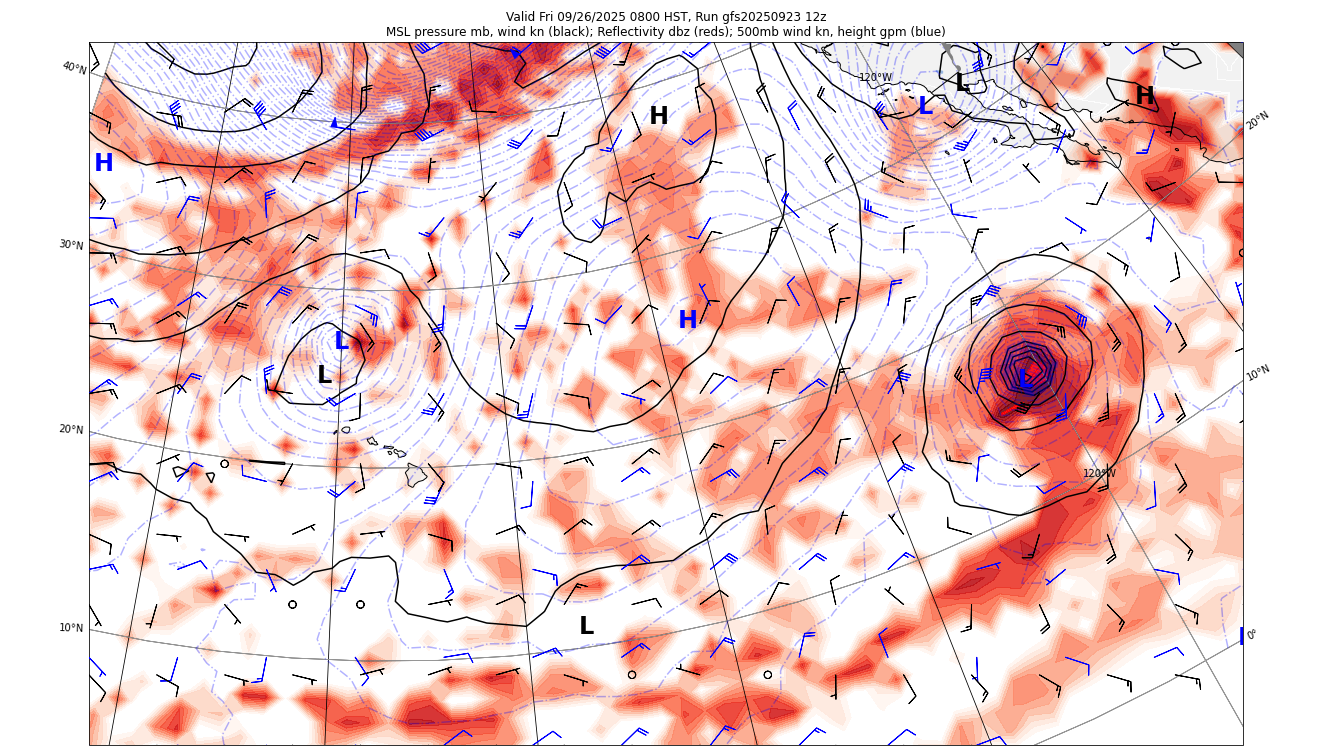 Valid Fri 09/26/2025 0800 HST, Run gfs20250923 12z
MSL pressure mb, wind kn (black); Reflectivity dbz (reds); 500mb wind kn, height gpm (blue)
40°N
120°W
L
L
H
H
20°N
H
30°N
H
L
L
L
10°N
20°N
120°W
10°N
L
0°